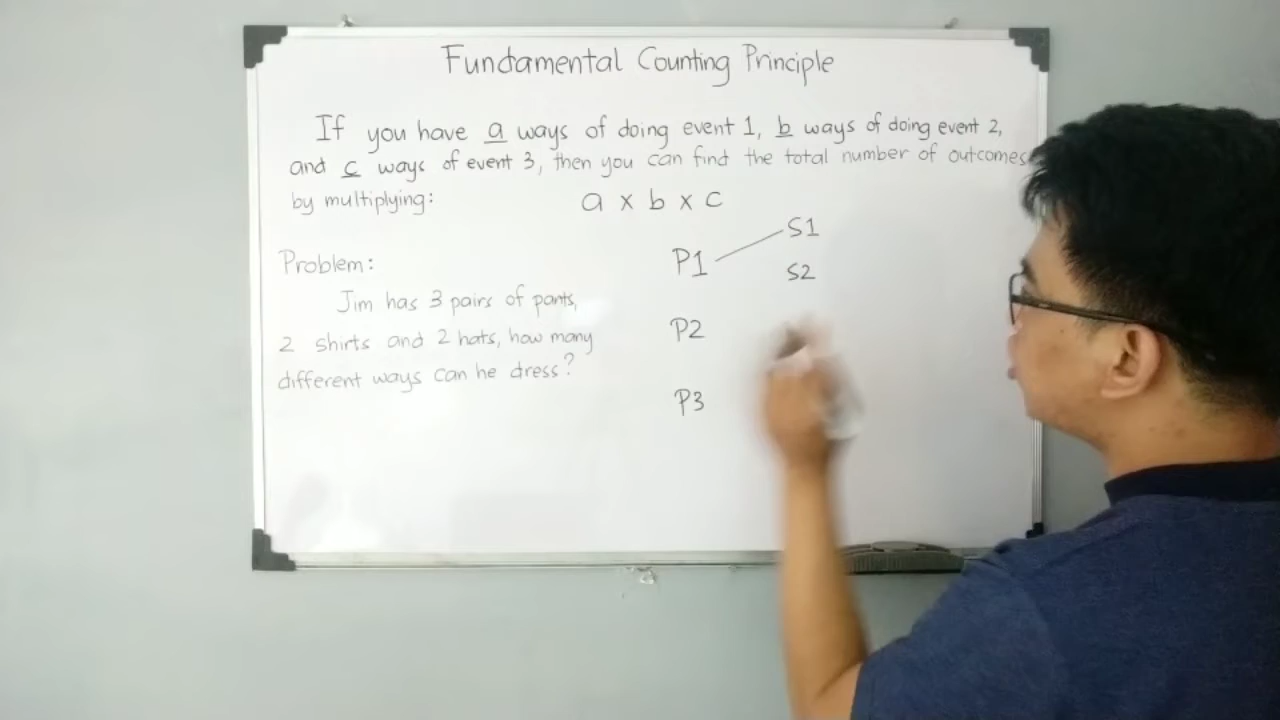 Fundamental Counting Principle
If you have a ways of doing event 1, b ways of doing event 2,
and c ways of event 3, then you can find the total number of outcomes
by multiplying: a x b x c
Problem:
Jim has 3 pairs of pants,
2 shirts and 2 hats, how many
different ways can he dress?
P1 S1
S2
P2
P3